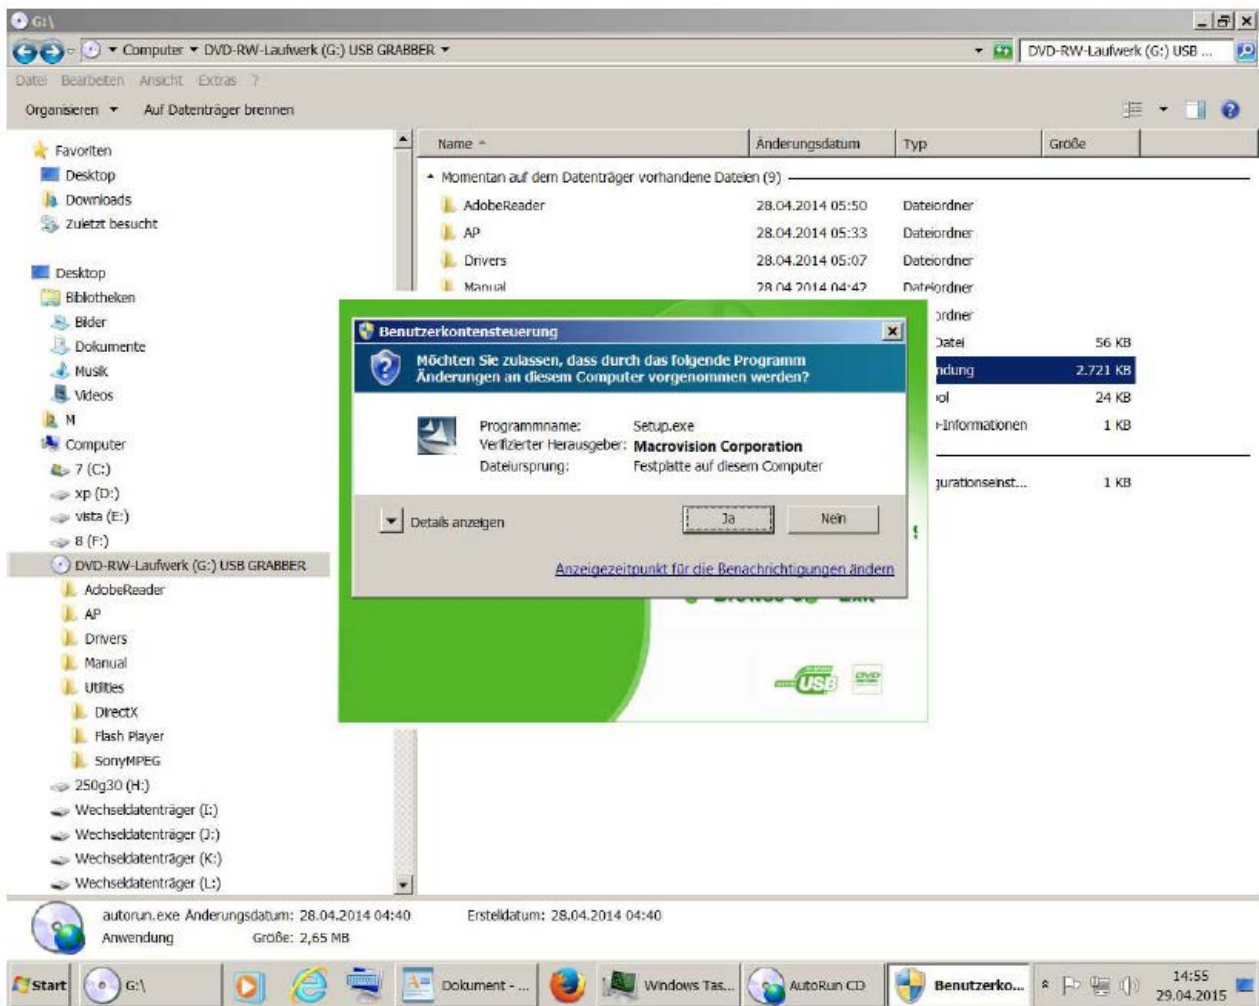 G:\
Computer DVD-RW-Laufwerk (G:) USB GRABBER
DVD-RW-Laufwerk (G:) USB ...
Datei Bearbeiten Ansicht Extras ?
Organisieren Auf Datenträger brennen
Favoriten
Desktop
Downloads
Zuletzt besucht
Desktop
Bibliotheken
Bilder
Dokumente
Musik
Videos
M
Computer
7 (C:)
xp (D:)
vista (E:)
8 (F:)
DVD-RW-Laufwerk (G:) USB GRABBER
AdobeReader
AP
Drivers
Manual
Utilities
DirectX
Flash Player
SonyMPEG
250g30 (H:)
Wechseldatenträger (I:)
Wechseldatenträger (J:)
Wechseldatenträger (K:)
Wechseldatenträger (L:)
Name Änderungsdatum Typ Größe
Momentan auf dem Datenträger vorhandene Dateien (9)
AdobeReader 28.04.2014 05:50 Dateiordner
AP 28.04.2014 05:33 Dateiordner
Drivers 28.04.2014 05:07 Dateiordner
Manual 28.04.2014 04:42 Dateiordner
ordner
Datei 56 KB
ndung 2.721 KB
ol 24 KB
-Informationen 1 KB
gurationseinst... 1 KB
Benutzerkontensteuerung
Möchten Sie zulassen, dass durch das folgende Programm
Änderungen an diesem Computer vorgenommen werden?
Programmname: Setup.exe
Verifizierter Herausgeber: Macrovision Corporation
Dateiursprung: Festplatte auf diesem Computer
Details anzeigen
Ja Nein
Anzeigezeitpunkt für die Benachrichtigungen ändern
USB
DVD
autorun.exe Änderungsdatum: 28.04.2014 04:40 Erstelldatum: 28.04.2014 04:40
Anwendung Größe: 2,65 MB
Start G:\ Dokument - ... Windows Tas... AutoRun CD Benutzerko... 14:55
29.04.2015